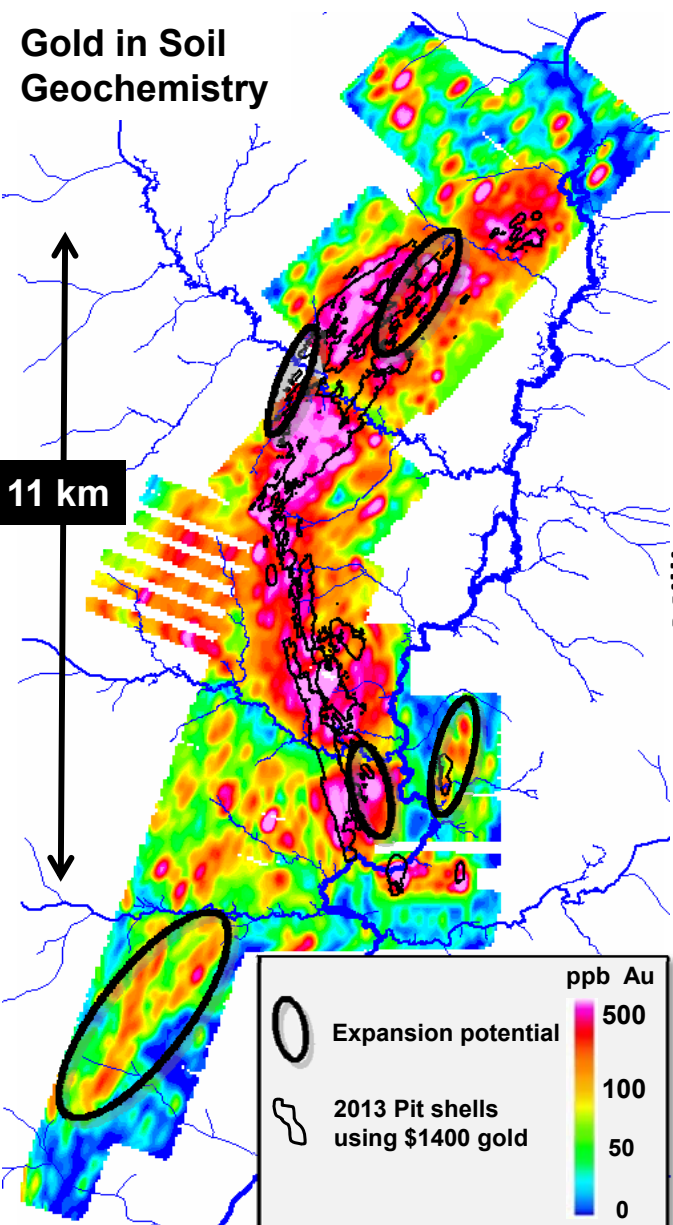 Gold in Soil
Geochemistry
11 km
ppb Au
500
Expansion potential
100
2013 Pit shells
using $1400 gold
50
0